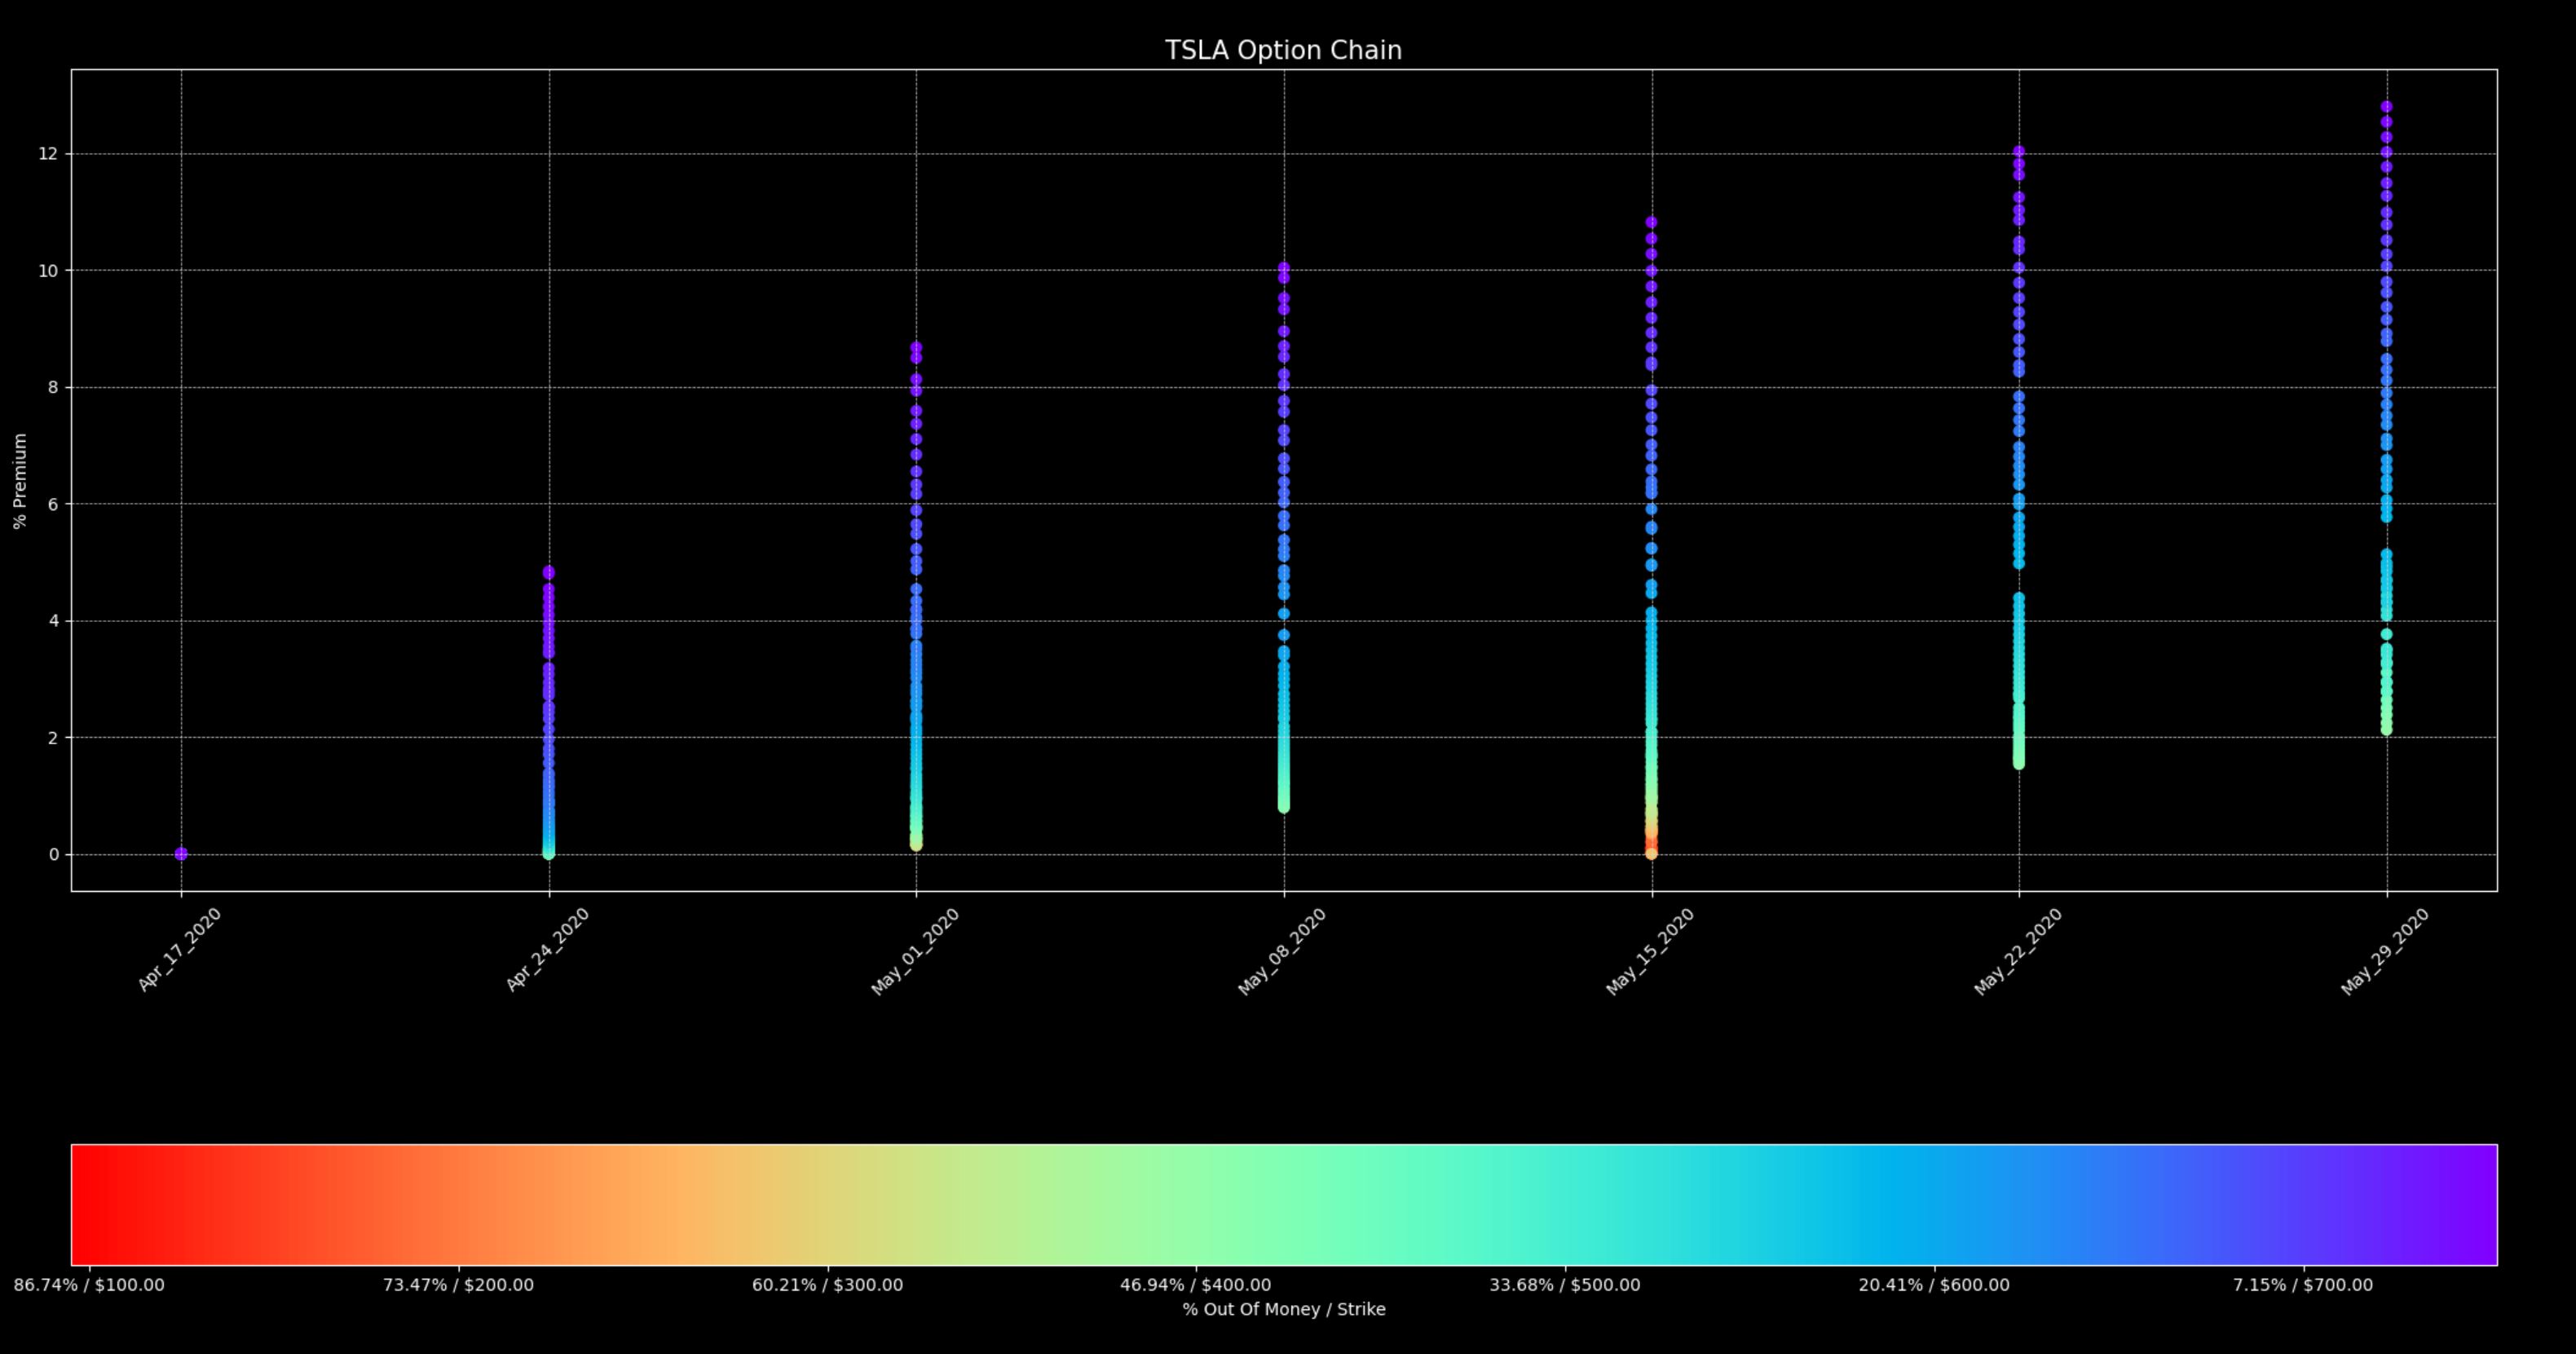 TSLA Option Chain
% Premium
12
10
8
6
4
2
0
Apr_17_2020
Apr_24_2020
May_01_2020
May_08_2020
May_15_2020
May_22_2020
May_29_2020
86.74% / $100.00
73.47% / $200.00
60.21% / $300.00
46.94% / $400.00
33.68% / $500.00
20.41% / $600.00
7.15% / $700.00
% Out Of Money / Strike